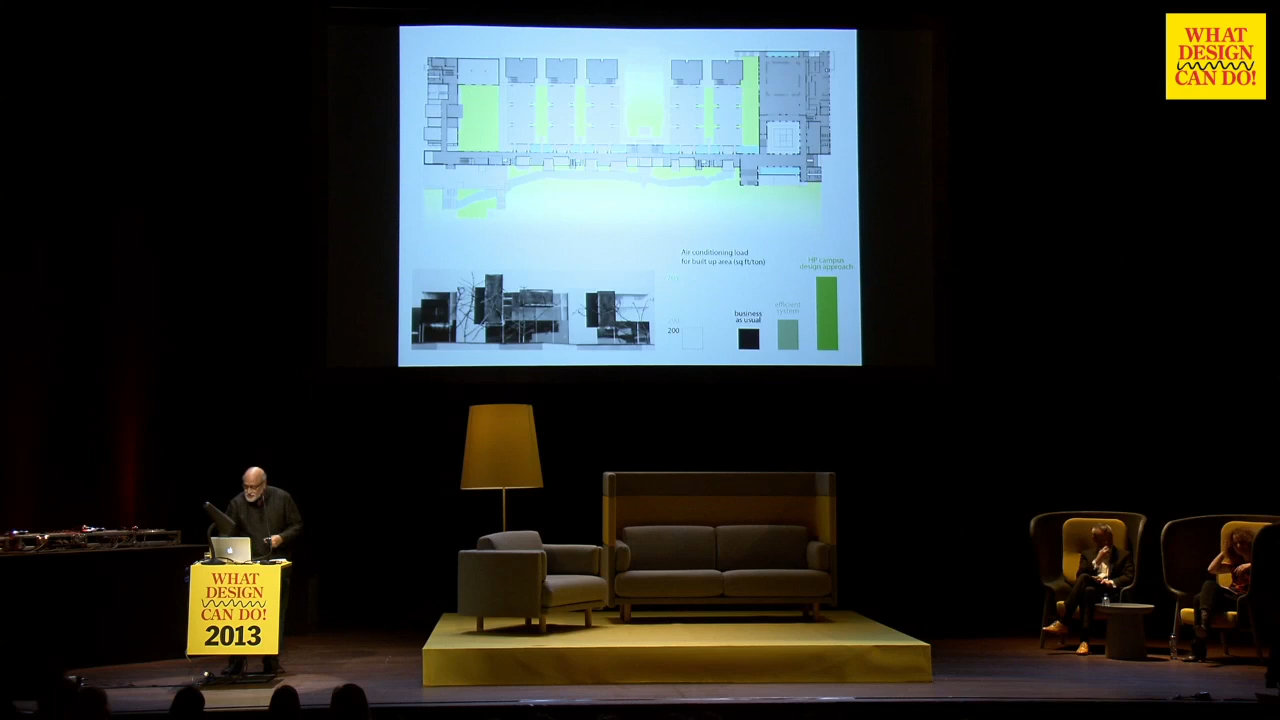 WHAT
DESIGN
CAN DO!
Air conditioning load
for built up area (sq ft/ton)
HP campus
design approach
efficient
system
business
as usual
200
WHAT
DESIGN
CAN DO!
2013